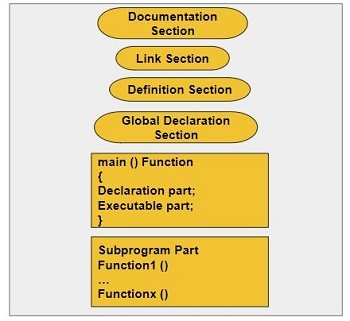 Documentation
Section
Link Section
Definition Section
Global Declaration
Section
main () Function
{
Declaration part;
Executable part;
}
Subprogram Part
Function1 ()
...
Functionx ()